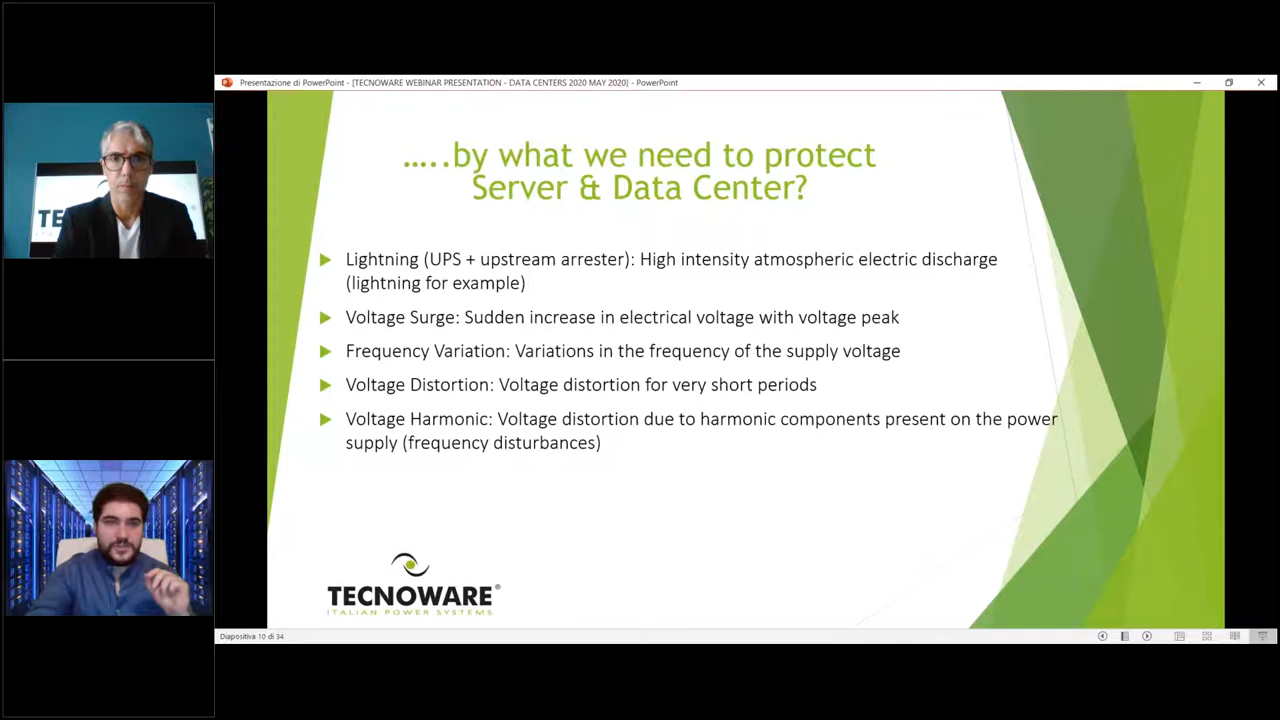 Presentazione di PowerPoint - [TECNOWARE WEBINAR PRESENTATION - DATA CENTERS 2020 MAY 2020] - PowerPoint
…..by what we need to protect
Server & Data Center?
Lightning (UPS + upstream arrester): High intensity atmospheric electric discharge
(lightning for example)
Voltage Surge: Sudden increase in electrical voltage with voltage peak
Frequency Variation: Variations in the frequency of the supply voltage
Voltage Distortion: Voltage distortion for very short periods
Voltage Harmonic: Voltage distortion due to harmonic components present on the power
supply (frequency disturbances)
TECNOWARE®
ITALIAN POWER SYSTEMS
Diapositiva 10 di 34